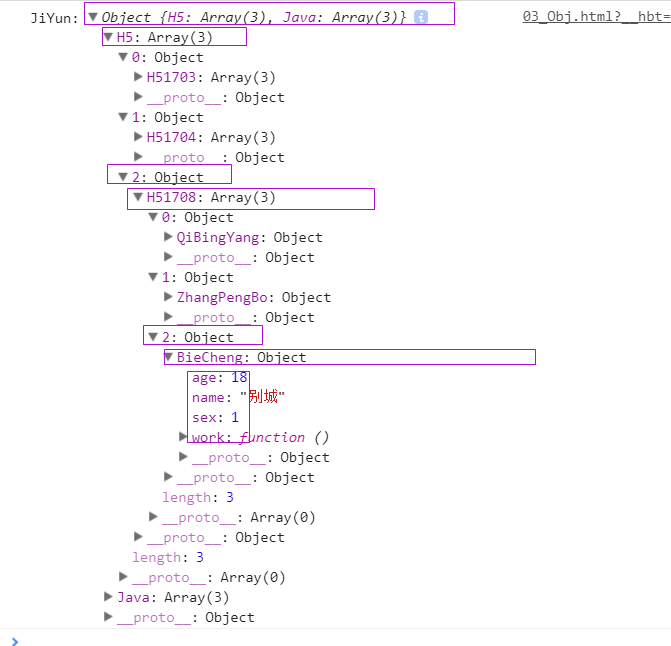 JiYun: ▼Object {H5: Array(3), Java: Array(3)} i 03_Obj.html?__hbt=
▼H5: Array(3)
▼0: Object
▶H51703: Array(3)
▶__proto__: Object
▼1: Object
▶H51704: Array(3)
▶__proto__: Object
▼2: Object
▼H51708: Array(3)
▼0: Object
▶QiBingYang: Object
▶__proto__: Object
▼1: Object
▶ZhangPengBo: Object
▶__proto__: Object
▼2: Object
▼BieCheng: Object
age: 18
name: "别城"
sex: 1
▶work: function ()
▶__proto__: Object
▶__proto__: Object
length: 3
▶__proto__: Array(0)
▶__proto__: Object
length: 3
▶__proto__: Array(0)
▶Java: Array(3)
▶__proto__: Object
>